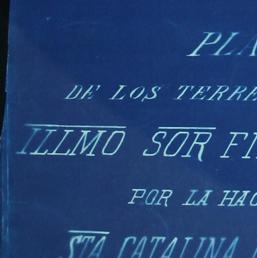 PLA
DE LOS TERRE
ILLMO SOR FI
POR LA HAC
STA CATALINA